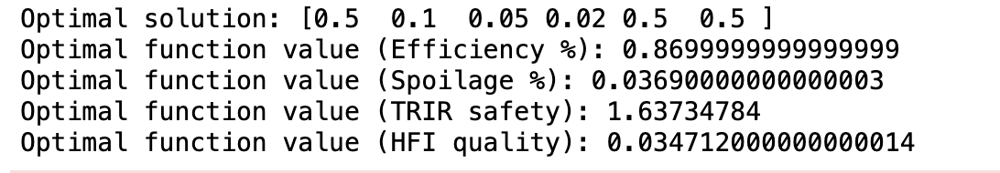 Optimal solution: [0.5  0.1  0.05 0.02 0.5  0.5 ]
Optimal function value (Efficiency %): 0.8699999999999999
Optimal function value (Spoilage %): 0.03690000000000003
Optimal function value (TRIR safety): 1.63734784
Optimal function value (HFI quality): 0.034712000000000014